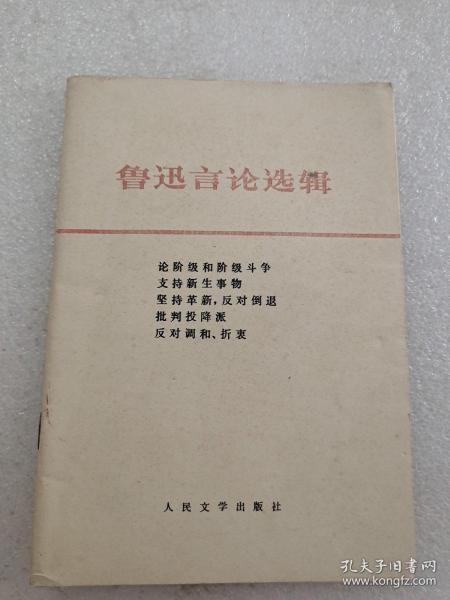 鲁迅言论选辑
论阶级和阶级斗争
支持新生事物
坚持革新，反对倒退
批判投降派
反对调和、折衷
人民文学出版社
孔夫子旧书网
www.kongfz.com